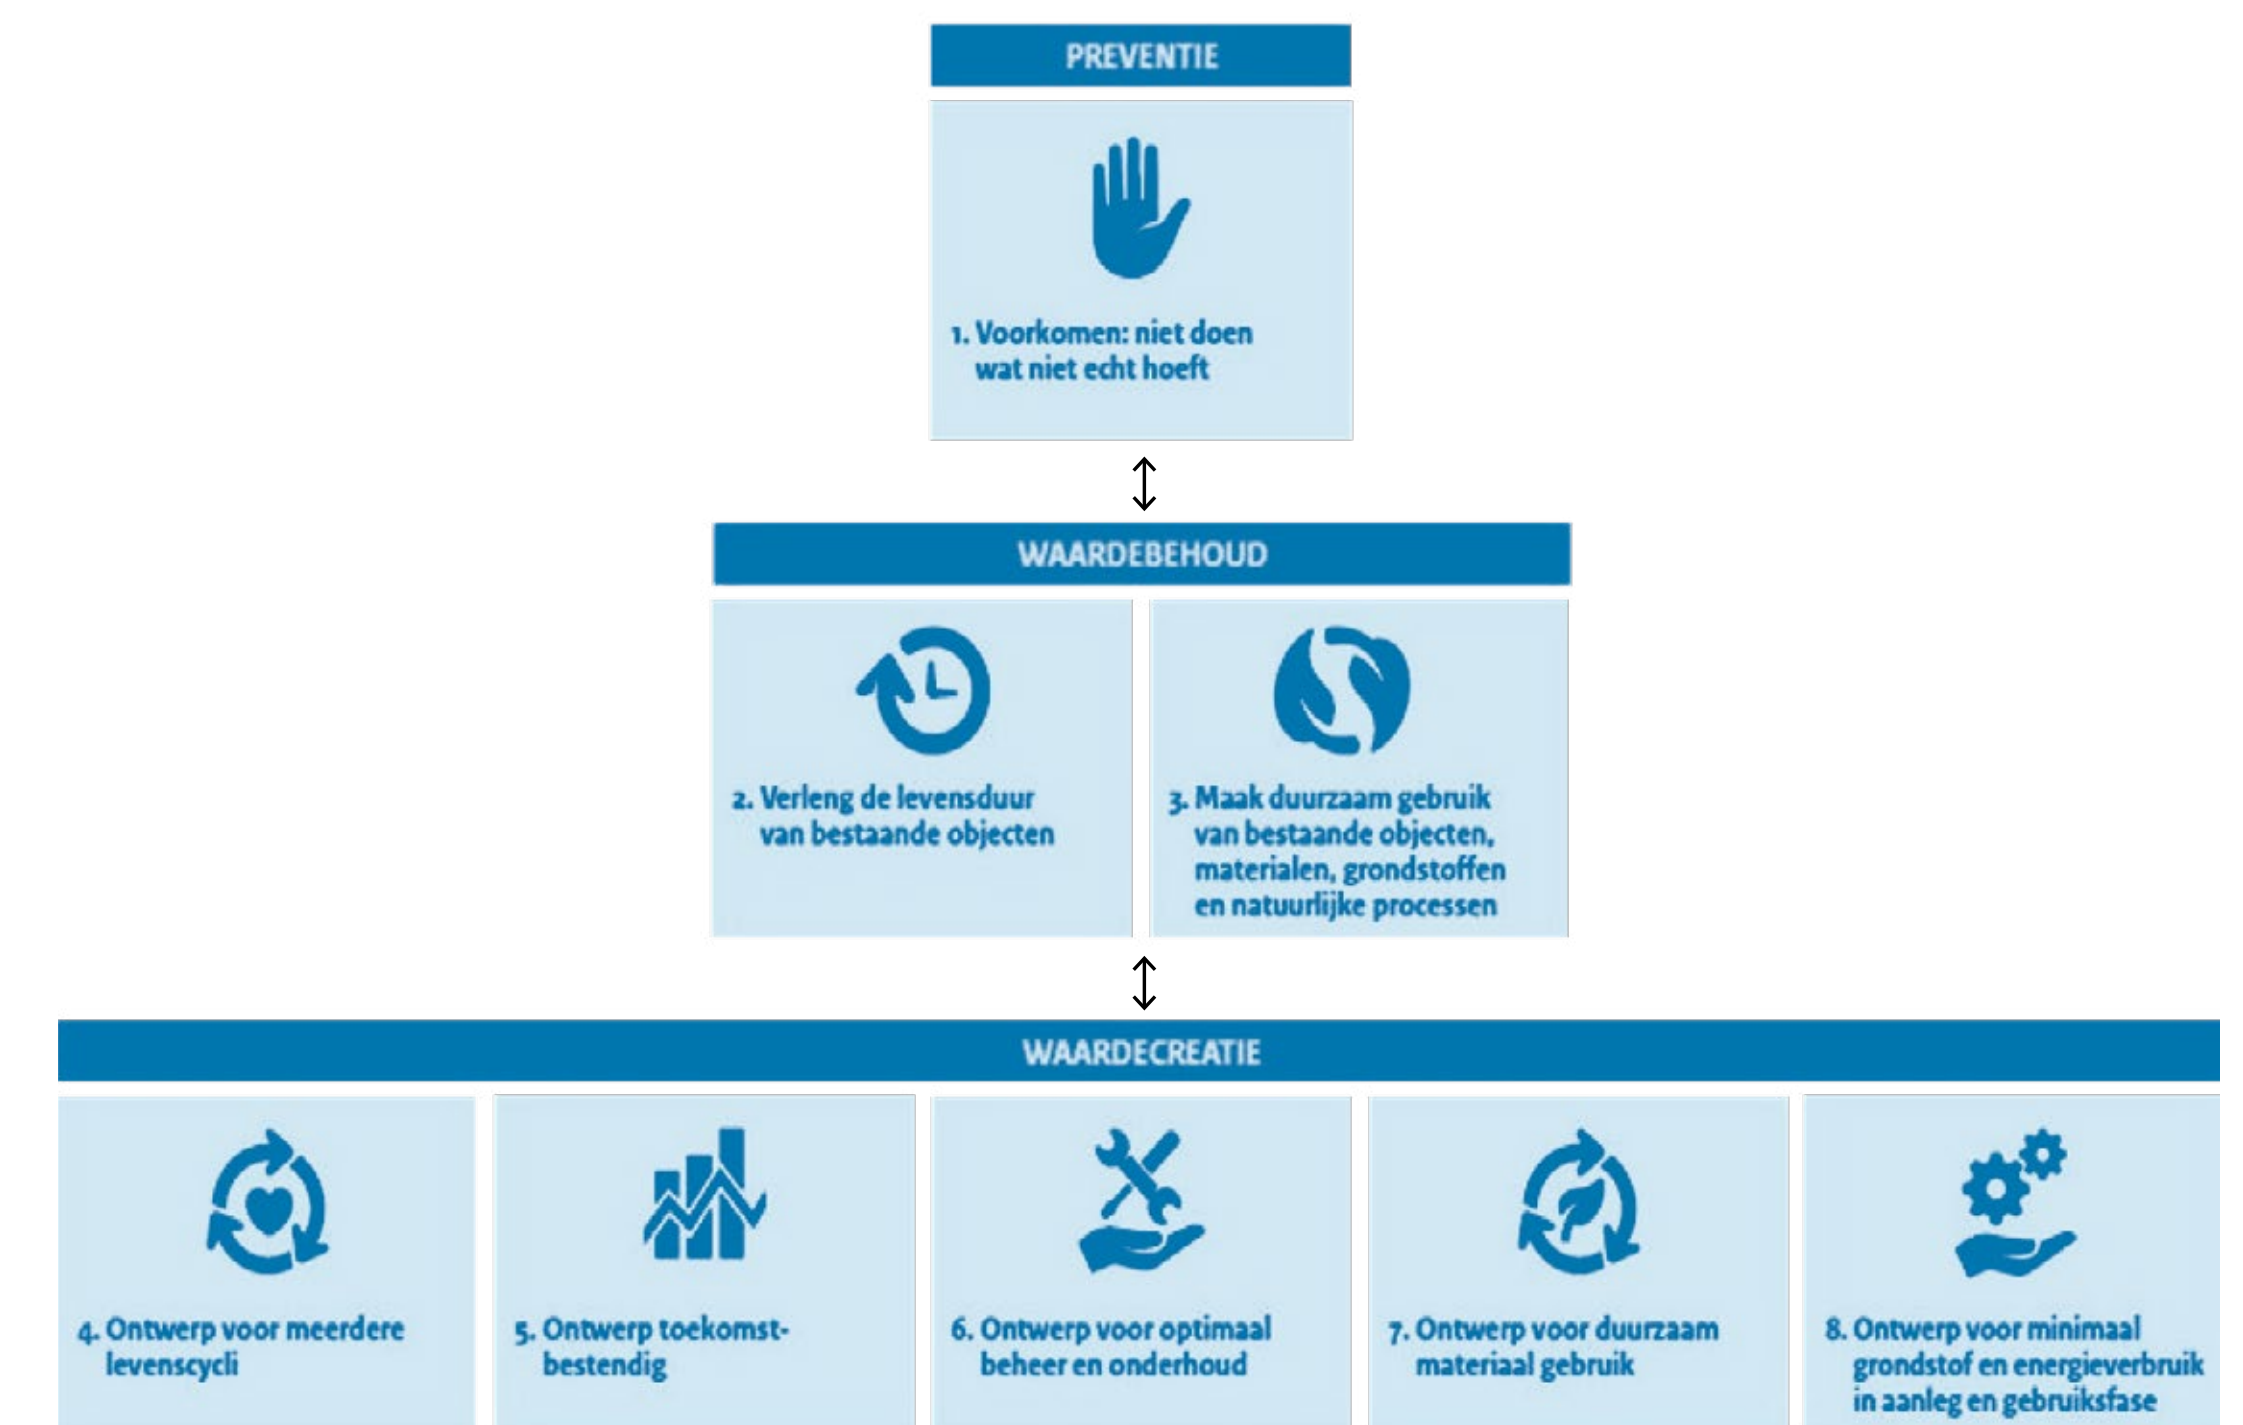 PREVENTIE
1. Voorkomen: niet doen
wat niet echt hoeft
WAARDEBEHOUD
2. Verleng de levensduur
van bestaande objecten
3. Maak duurzaam gebruik
van bestaande objecten,
materialen, grondstoffen
en natuurlijke processen
WAARDECREATIE
4. Ontwerp voor meerdere
levenscycli
5. Ontwerp toekomst-
bestendig
6. Ontwerp voor optimaal
beheer en onderhoud
7. Ontwerp voor duurzaam
materiaal gebruik
8. Ontwerp voor minimaal
grondstof en energieverbruik
in aanleg en gebruiksfase